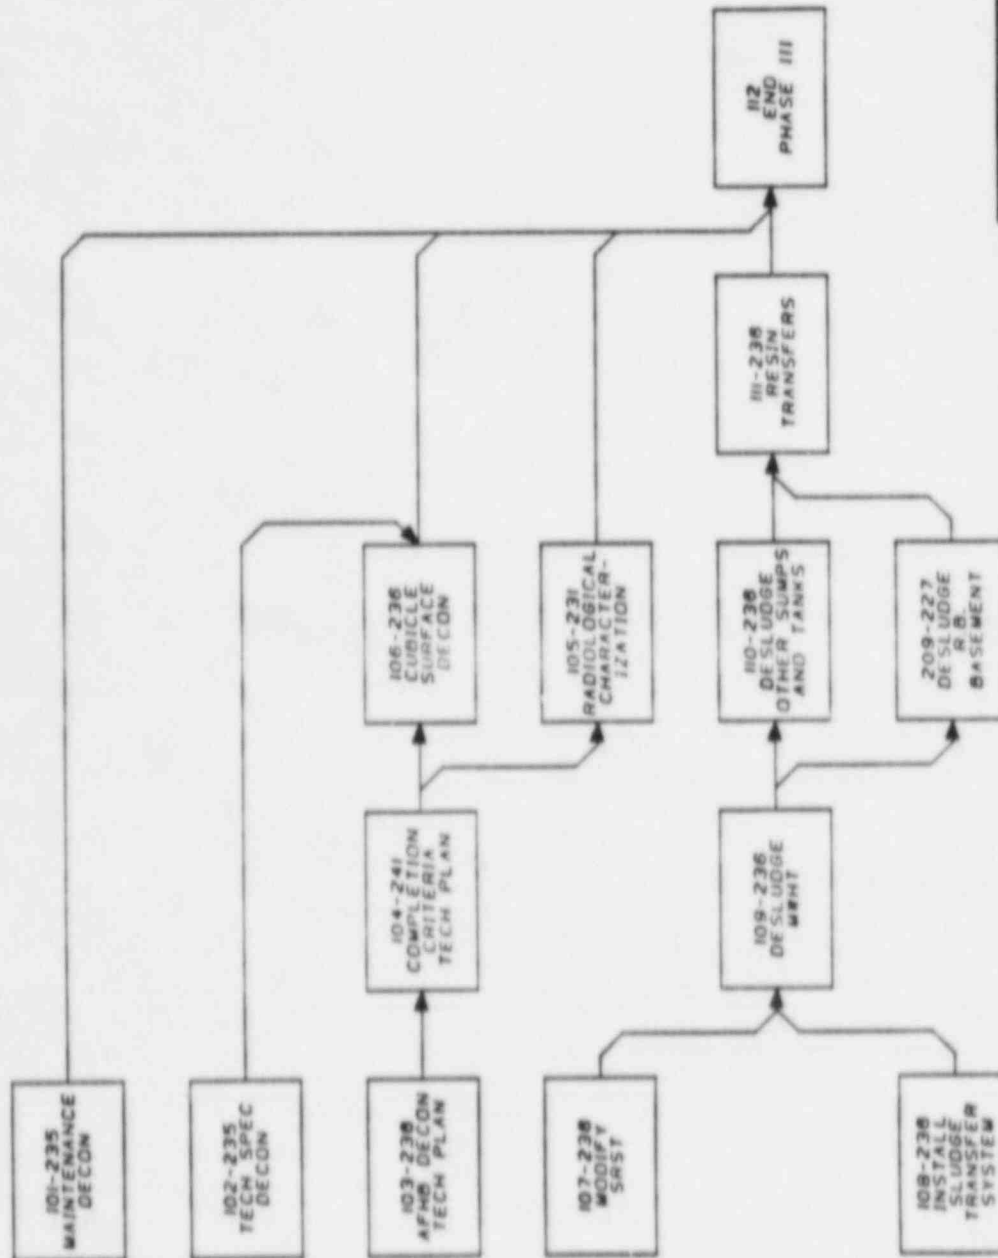 101-235
MAINTENANCE
DECON
102-235
TECH SPEC
DECON
103-238
AFHB DECON
TECH PLAN
104-241
COMPLETION
CRITERIA
TECH PLAN
106-236
CUBICLE
SURFACE
DECON
105-231
RADIOLOGICAL
CHARACTER-
IZATION
107-238
MODIFY
SRST
108-238
INSTALL
SLUDGE
TRANSFER
SYSTEM
109-236
DESLUDGE
MWHT
110-238
DESLUDGE
OTHER SUMPS
AND TANKS
209-227
DESLUDGE
R.B.
BASEMENT
111-238
RESIN
TRANSFERS
112
END
PHASE III